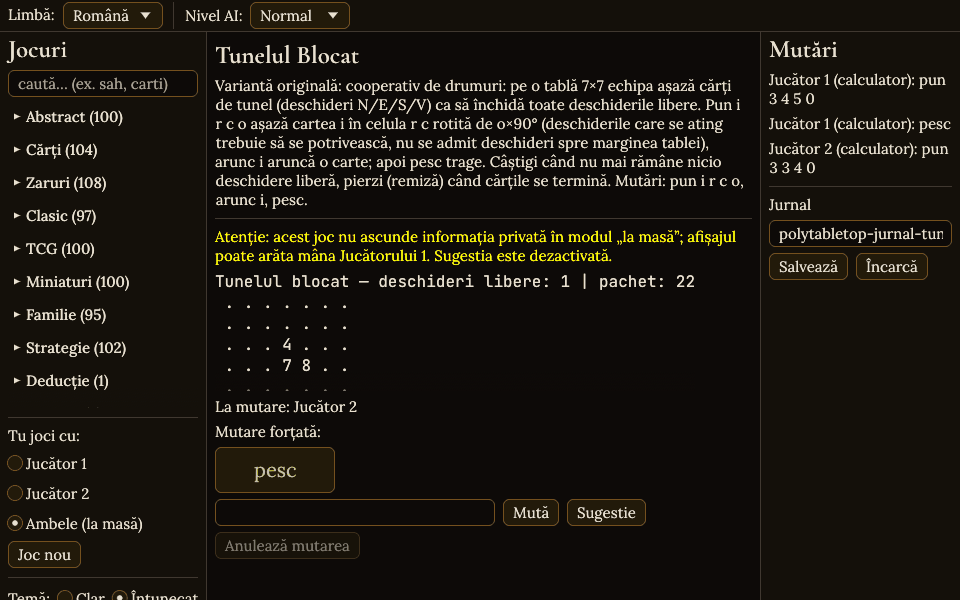 Limbă: Română ▼ Nivel AI: Normal ▼
Jocuri
caută... (ex. sah, carti)
▸ Abstract (100)
▸ Cărți (104)
▸ Zaruri (108)
▸ Clasic (97)
▸ TCG (100)
▸ Miniaturi (100)
▸ Familie (95)
▸ Strategie (102)
▸ Deducție (1)
Tu joci cu:
Jucător 1
Jucător 2
Ambele (la masă)
Joc nou
Temă: Clar Întunecat
Tunelul Blocat
Variantă originală: cooperativ de drumuri: pe o tablă 7×7 echipa așază cărți
de tunel (deschideri N/E/S/V) ca să închidă toate deschiderile libere. Pun i
r c o așază cartea i în celula r c rotită de o×90° (deschiderile care se ating
trebuie să se potrivească, nu se admit deschideri spre marginea tablei),
arunc i aruncă o carte; apoi pesc trage. Câștigi când nu mai rămâne nicio
deschidere liberă, pierzi (remiză) când cărțile se termină. Mutări: pun i r c o,
arunc i, pesc.
Atenție: acest joc nu ascunde informația privată în modul „la masă”; afișajul
poate arăta mâna Jucătorului 1. Sugestia este dezactivată.
Tunelul blocat — deschideri libere: 1 | pachet: 22
. . . . . . .
. . . . . . .
. . . 4 . . .
. . . 7 8 . .
. . . . . . .
La mutare: Jucător 2
Mutare forțată:
pesc
Mută Sugestie
Anulează mutarea
Mutări
Jucător 1 (calculator): pun
3 4 5 0
Jucător 1 (calculator): pesc
Jucător 2 (calculator): pun
3 3 4 0
Jurnal
polytabletop-jurnal-tun
Salvează Încarcă